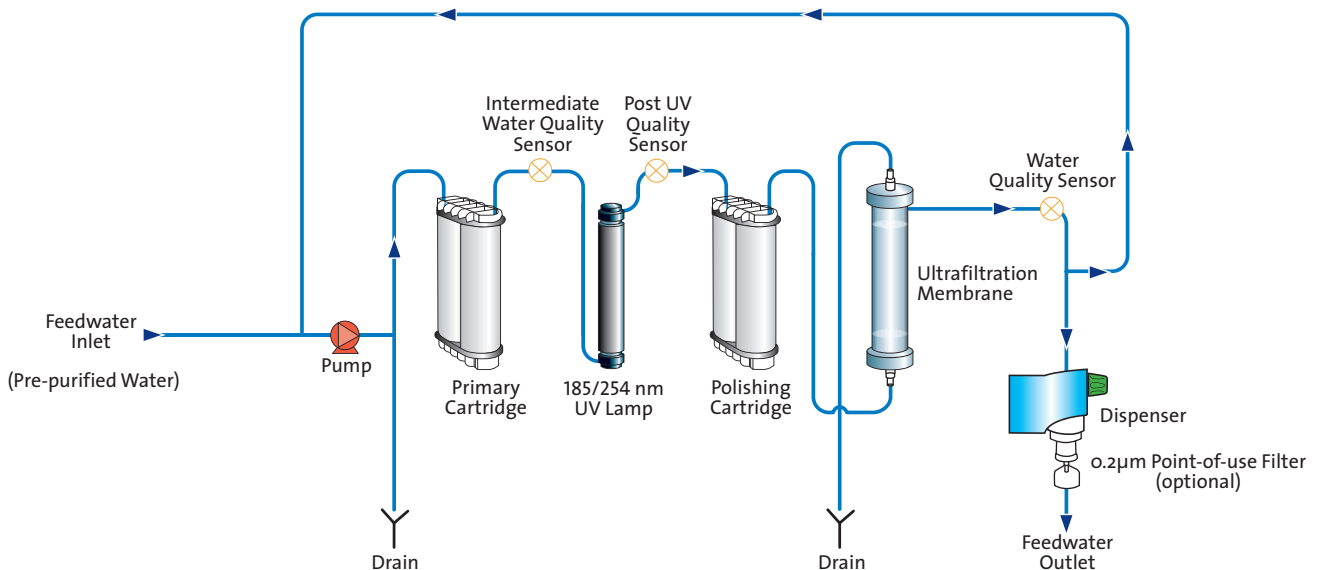 Intermediate
Water Quality
Sensor
Post UV
Quality
Sensor
Water
Quality Sensor
Feedwater
Inlet
(Pre-purified Water)
Pump
Primary
Cartridge
185/254 nm
UV Lamp
Polishing
Cartridge
Ultrafiltration
Membrane
Dispenser
0.2µm Point-of-use Filter
(optional)
Drain
Drain
Feedwater
Outlet